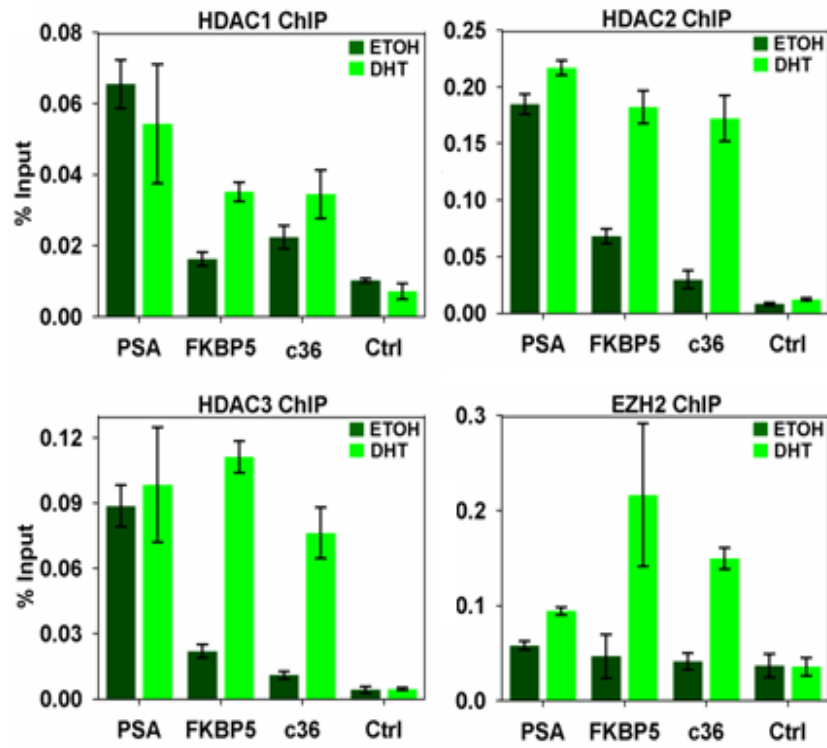 HDAC1 ChIP
ETOH
DHT
% Input
0.08
0.06
0.04
0.02
0.00
PSA FKBP5 c36 Ctrl
HDAC2 ChIP
ETOH
DHT
0.25
0.20
0.15
0.10
0.05
0.00
PSA FKBP5 c36 Ctrl
HDAC3 ChIP
ETOH
DHT
% Input
0.12
0.09
0.06
0.03
0.00
PSA FKBP5 c36 Ctrl
EZH2 ChIP
ETOH
DHT
0.3
0.2
0.1
0.0
PSA FKBP5 c36 Ctrl